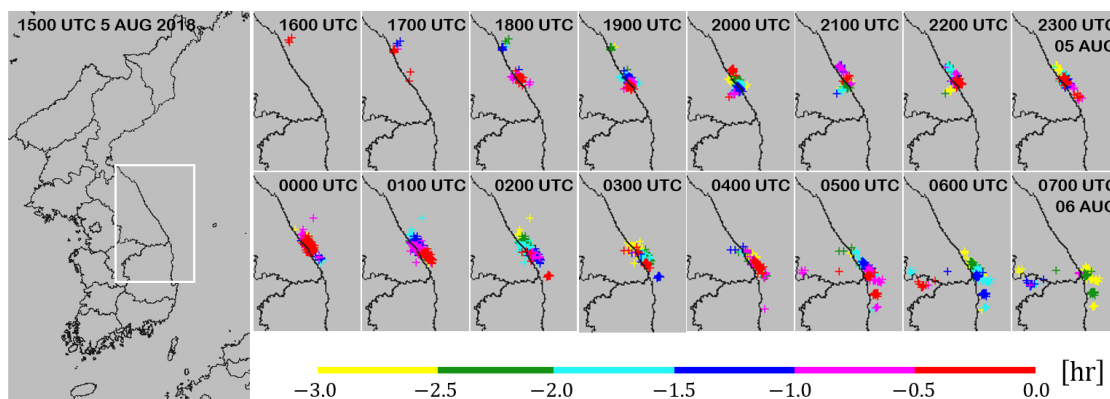 1500 UTC 5 AUG 2018
1600 UTC
1700 UTC
1800 UTC
1900 UTC
2000 UTC
2100 UTC
2200 UTC
2300 UTC
05 AUG
0000 UTC
0100 UTC
0200 UTC
0300 UTC
0400 UTC
0500 UTC
0600 UTC
0700 UTC
06 AUG
−3.0 −2.5 −2.0 −1.5 −1.0 −0.5 0.0 [hr]